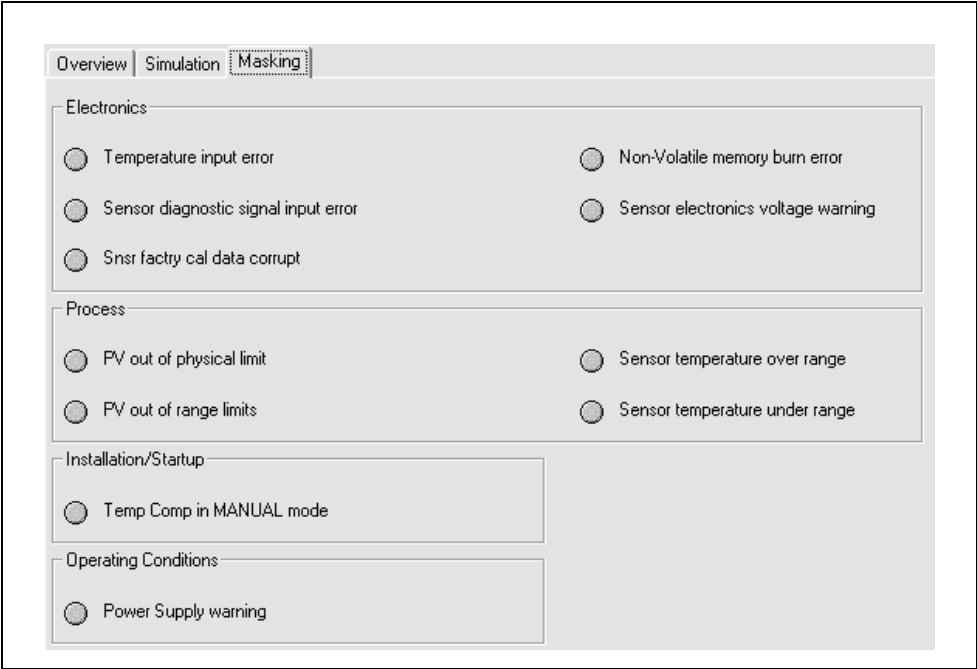 Overview Simulation Masking
Electronics
Temperature input error
Non-Volatile memory burn error
Sensor diagnostic signal input error
Sensor electronics voltage warning
Snsr factry cal data corrupt
Process
PV out of physical limit
Sensor temperature over range
PV out of range limits
Sensor temperature under range
Installation/Startup
Temp Comp in MANUAL mode
Operating Conditions
Power Supply warning